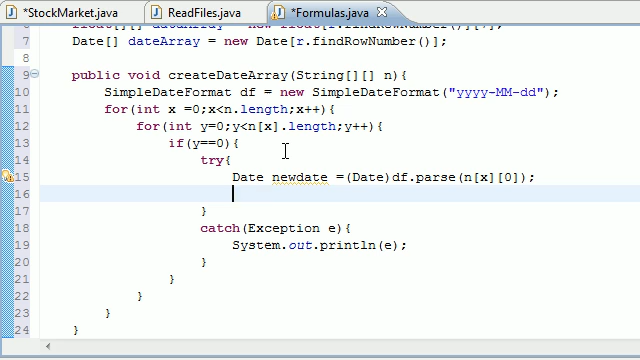 *StockMarket.java ReadFiles.java *Formulas.java
7 Date[] dateArray = new Date[r.findRowNumber()];
8
9 public void createDateArray(String[][] n){
10 SimpleDateFormat df = new SimpleDateFormat("yyyy-MM-dd");
11 for(int x =0;x<n.length;x++){
12 for(int y=0;y<n[x].length;y++){
13 if(y==0){
14 try{
15 Date newdate =(Date)df.parse(n[x][0]);
16
17 }
18 catch(Exception e){
19 System.out.println(e);
20 }
21 }
22 }
23 }
24 }